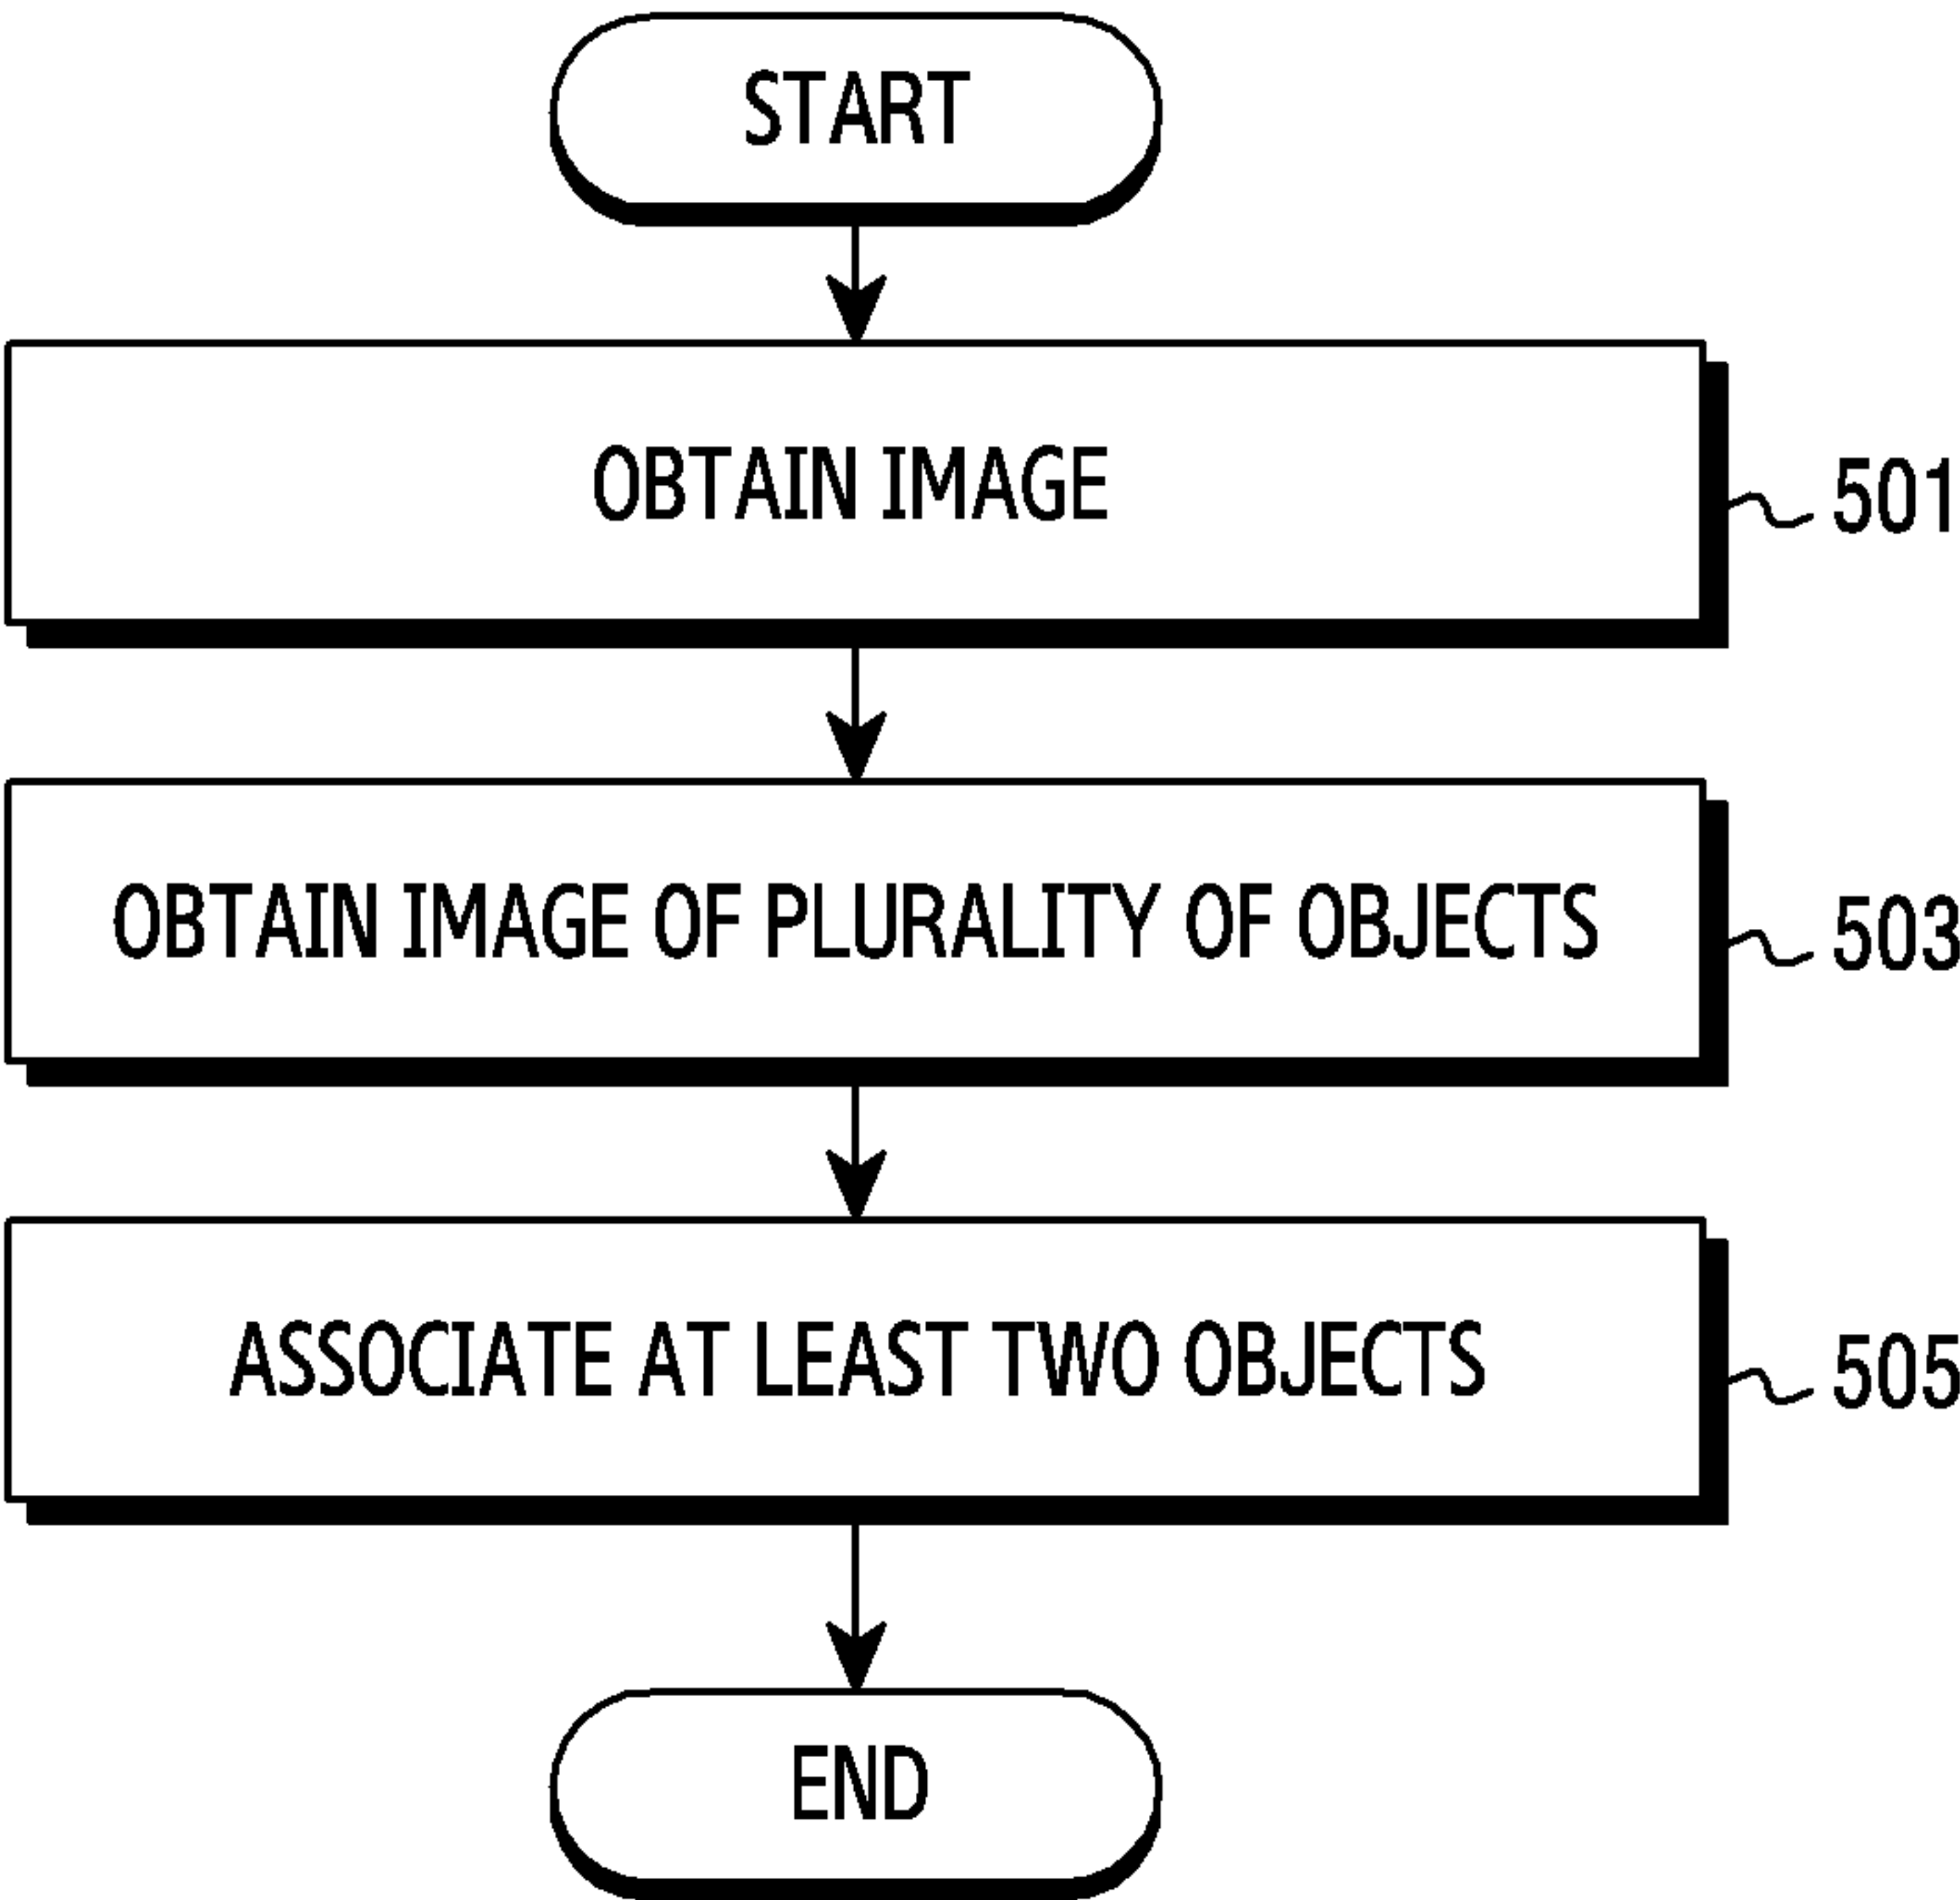 START
OBTAIN IMAGE
501
OBTAIN IMAGE OF PLURALITY OF OBJECTS
503
ASSOCIATE AT LEAST TWO OBJECTS
505
END